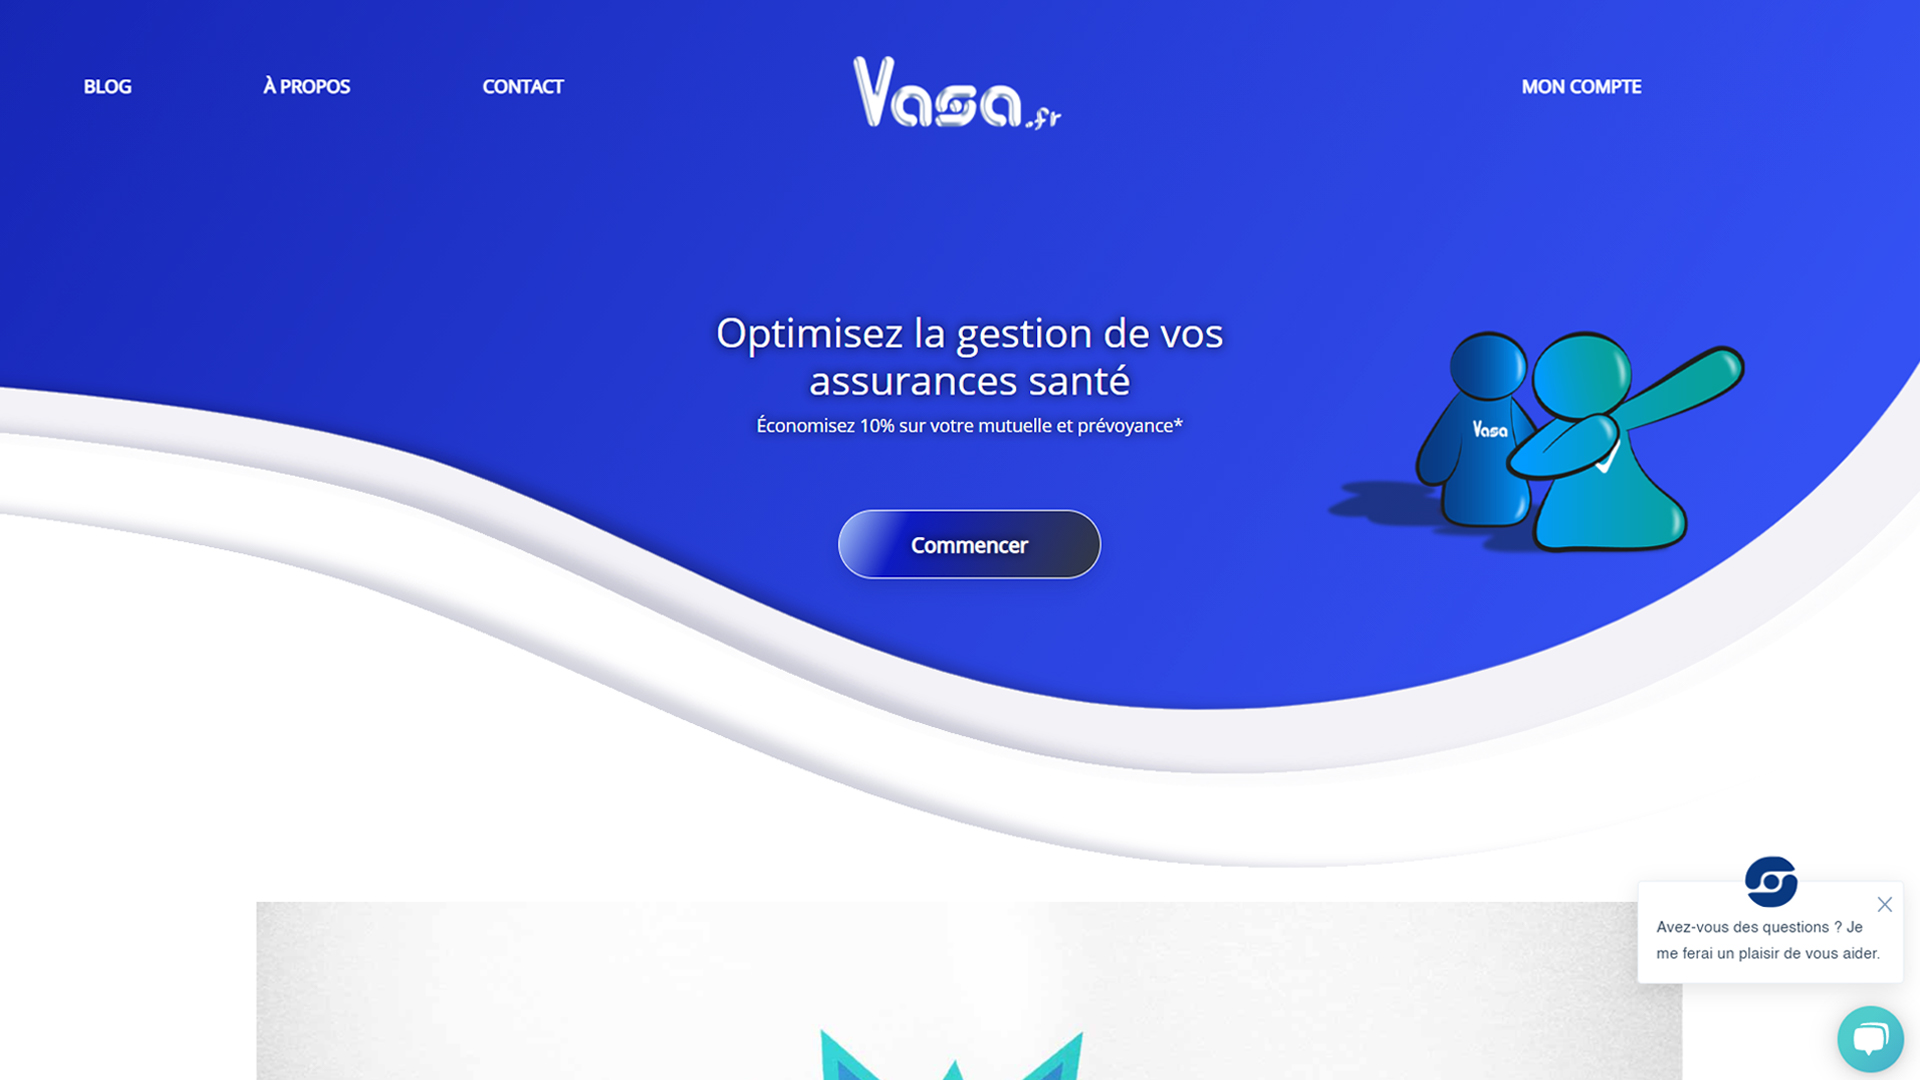 BLOG
À PROPOS
CONTACT
Vasa.fr
MON COMPTE
Optimisez la gestion de vos
assurances santé
Économisez 10% sur votre mutuelle et prévoyance*
Vasa
Commencer
Avez-vous des questions ? Je
me ferai un plaisir de vous aider.